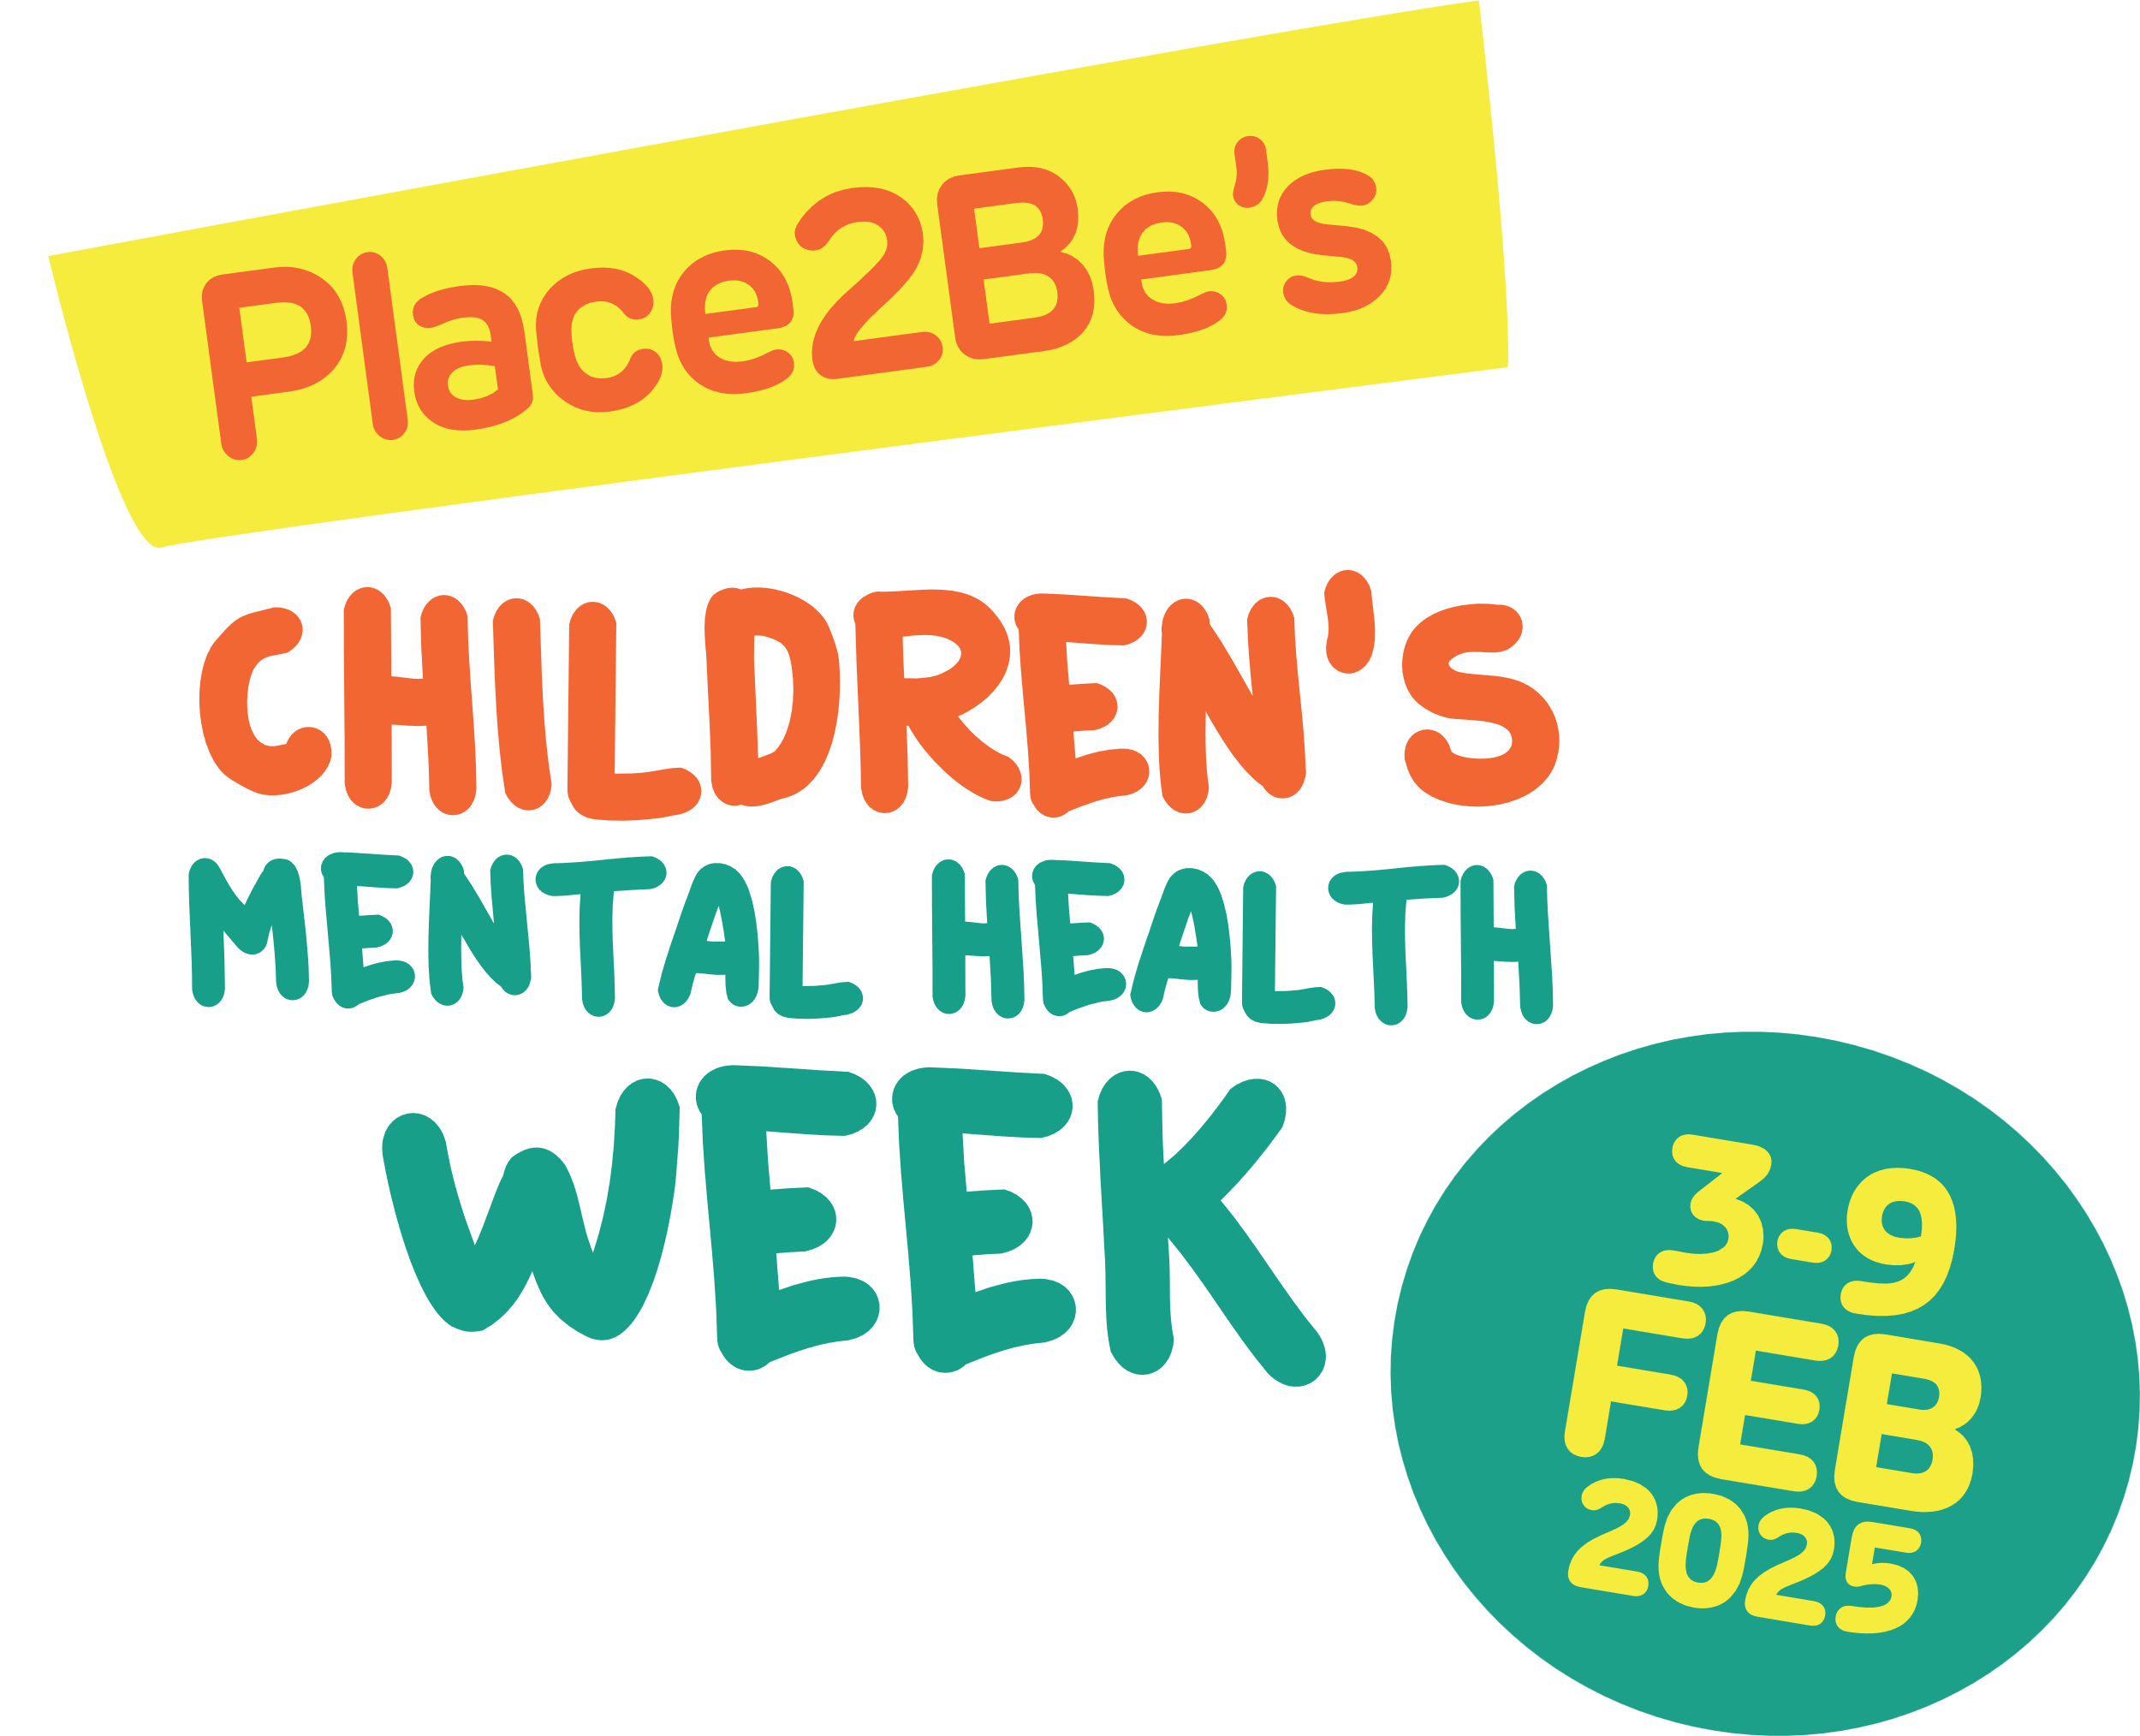 Place2Be's
CHILDREN'S
MENTAL HEALTH
WEEK
3-9
FEB
2025